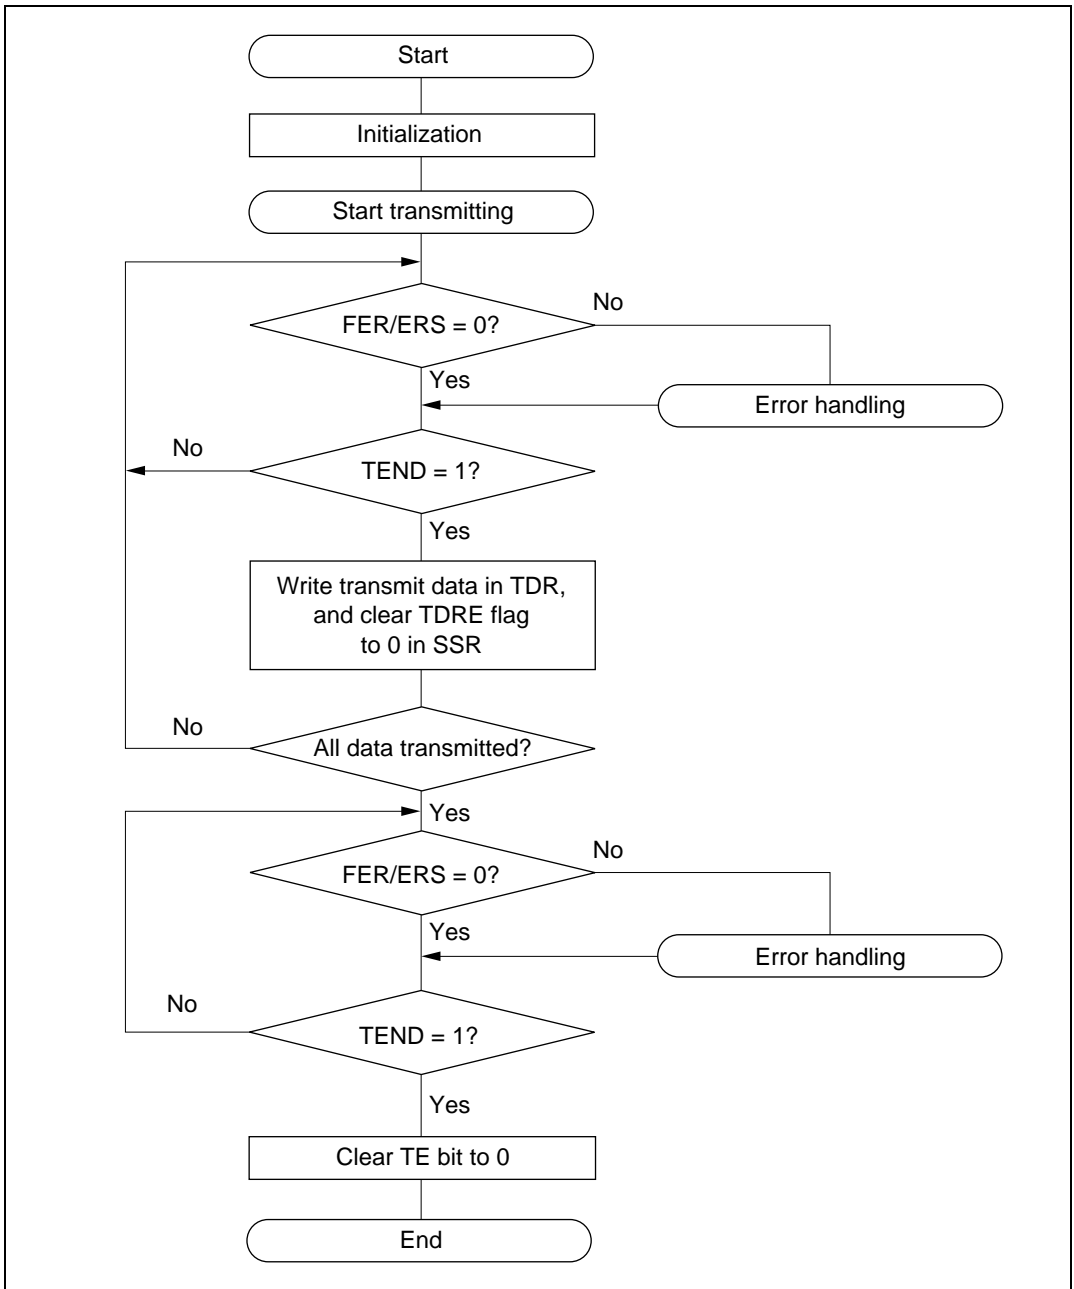 Start
Initialization
Start transmitting
FER/ERS = 0?
No
Yes
Error handling
No
TEND = 1?
Yes
Write transmit data in TDR,
and clear TDRE flag
to 0 in SSR
No
All data transmitted?
Yes
FER/ERS = 0?
No
Yes
Error handling
No
TEND = 1?
Yes
Clear TE bit to 0
End